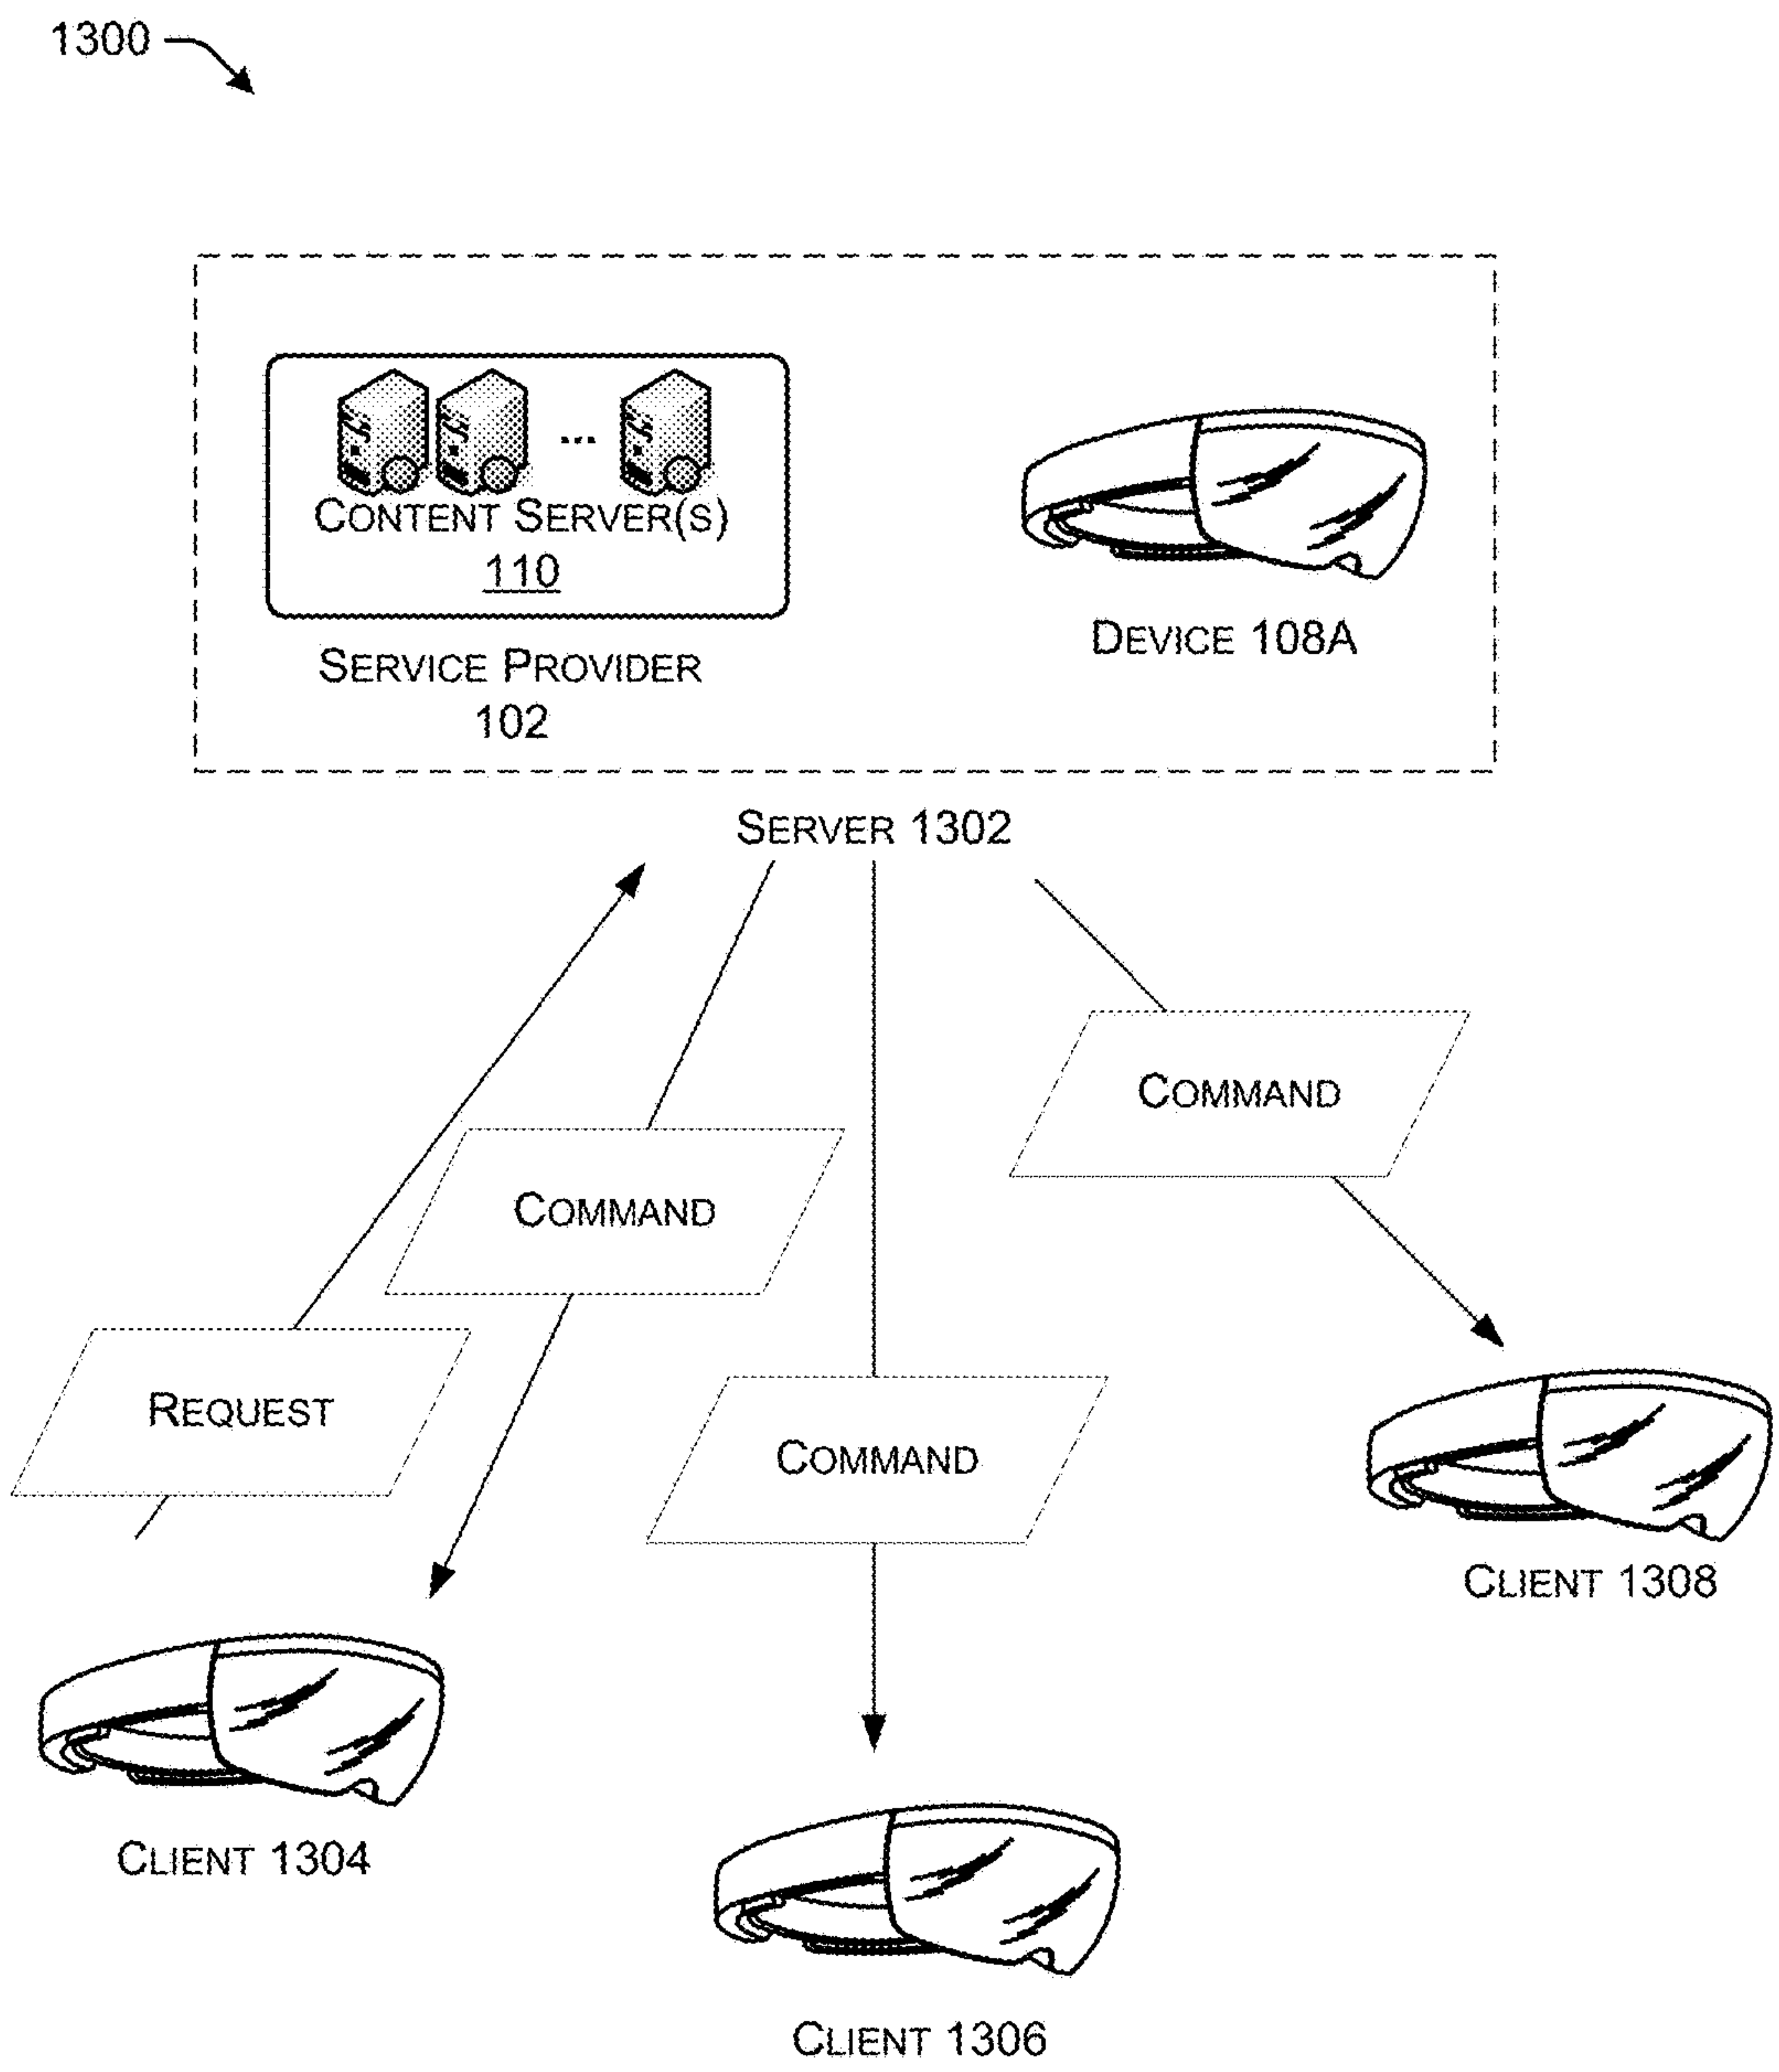 1300
CONTENT SERVER(S)
110
SERVICE PROVIDER
102
DEVICE 108A
SERVER 1302
COMMAND
COMMAND
REQUEST
COMMAND
CLIENT 1308
CLIENT 1304
CLIENT 1306